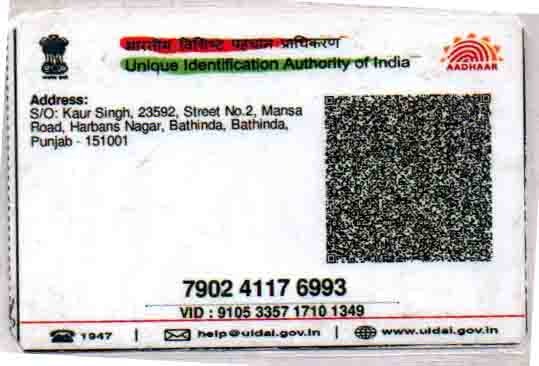 भारतीय विशिष्ट पहचान प्राधिकरण
Unique Identification Authority of India
AADHAAR
Address:
S/O: Kaur Singh, 23592, Street No.2, Mansa
Road, Harbans Nagar, Bathinda, Bathinda,
Punjab - 151001
7902 4117 6993
VID : 9105 3357 1710 1349
1947 | help@uidai.gov.in | www.uidai.gov.in